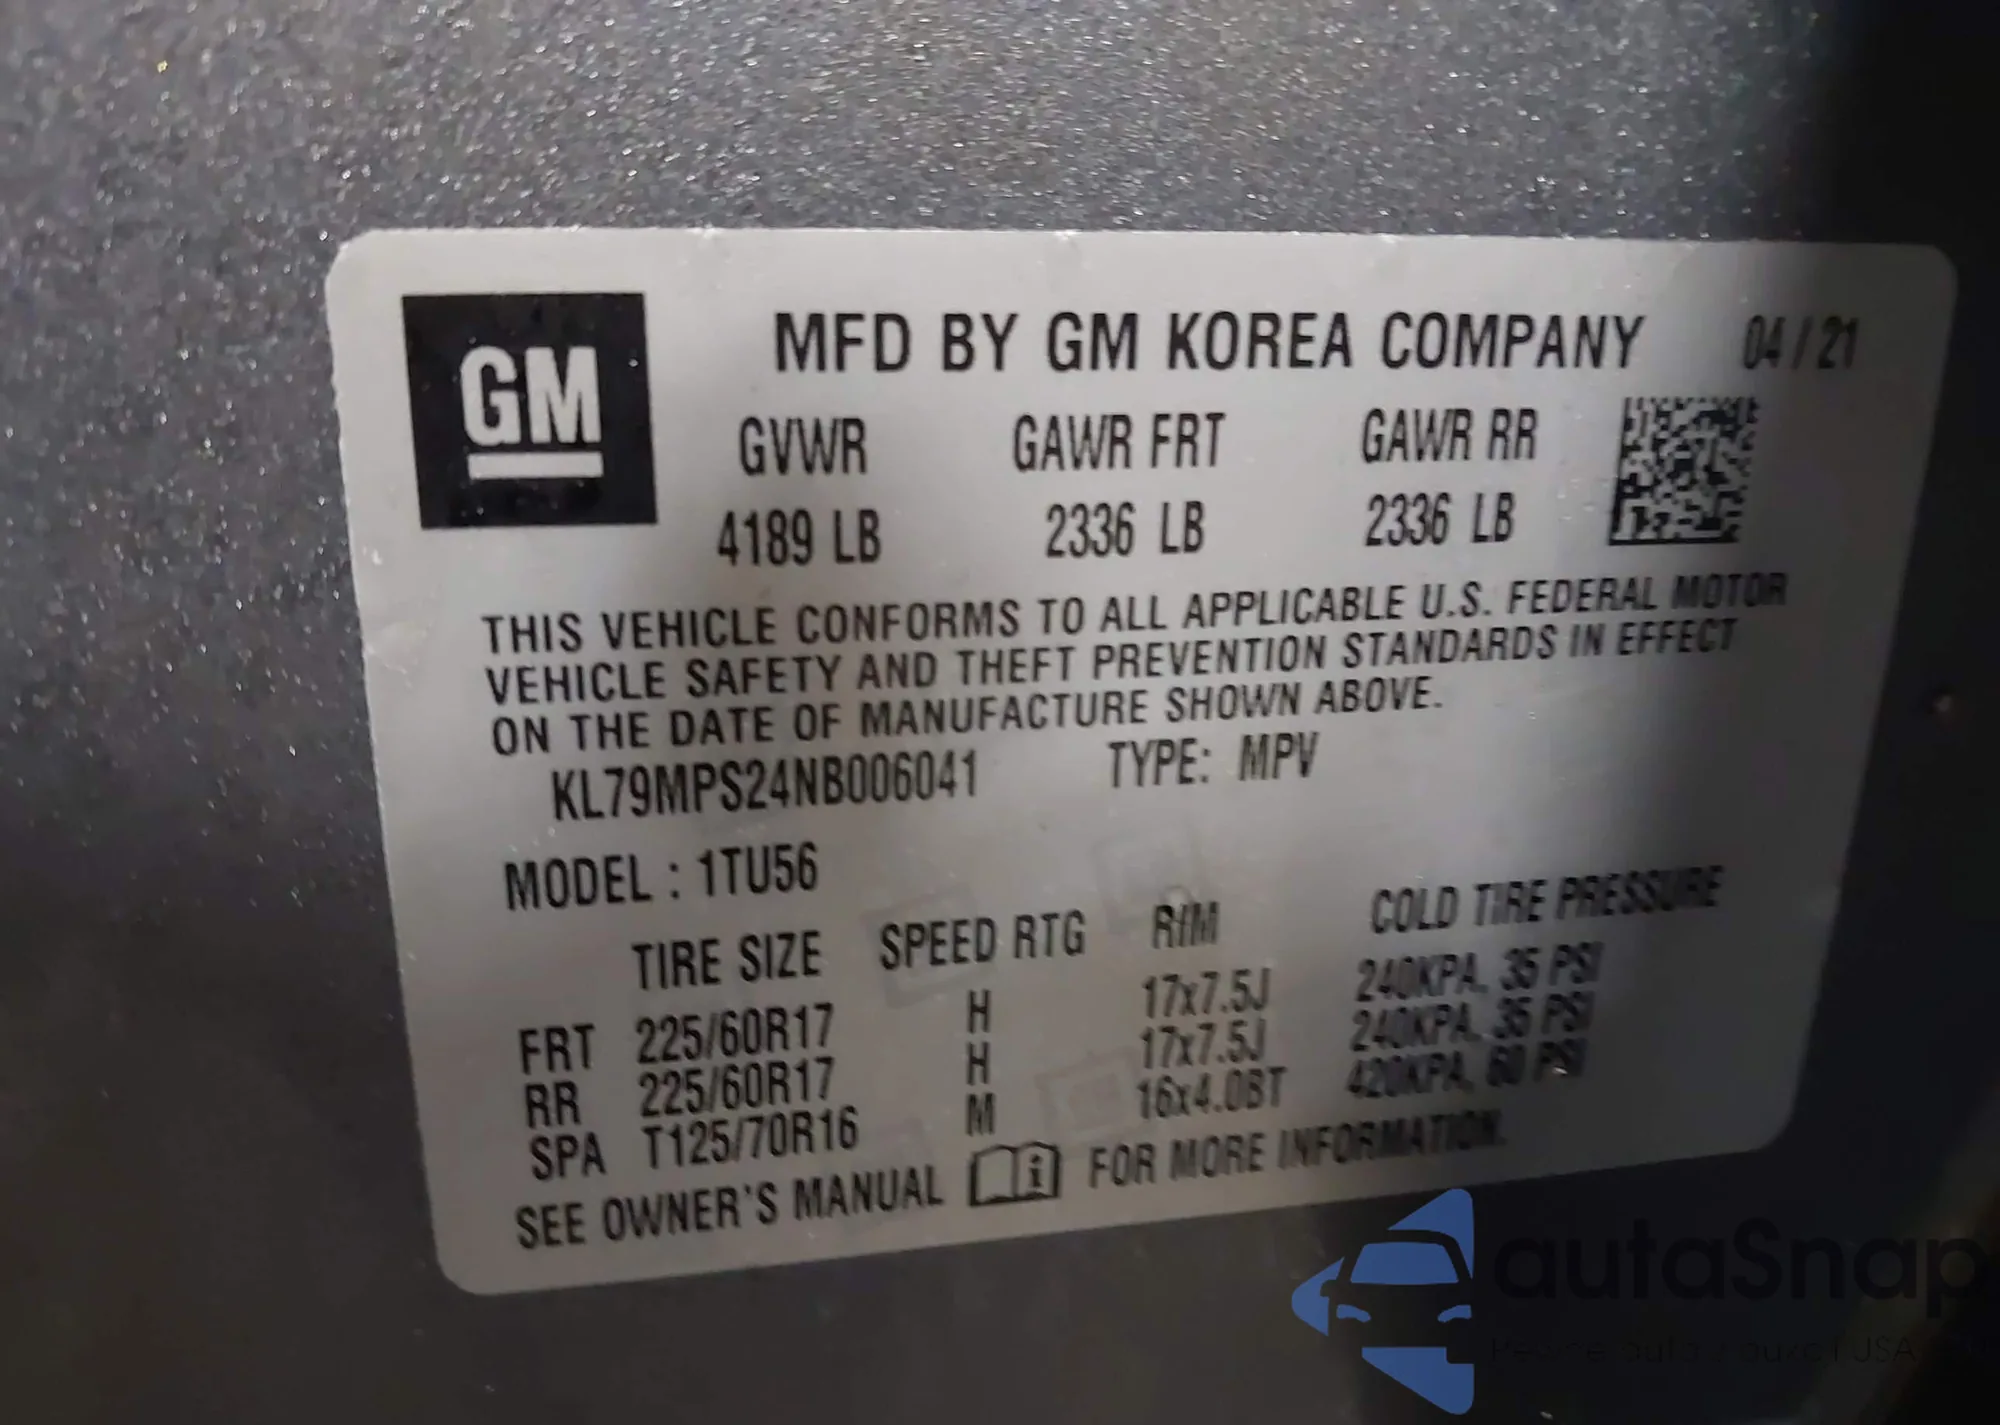 GM
MFD BY GM KOREA COMPANY 04/21
GVWR GAWR FRT GAWR RR
4189 LB 2336 LB 2336 LB
THIS VEHICLE CONFORMS TO ALL APPLICABLE U.S. FEDERAL MOTOR
VEHICLE SAFETY AND THEFT PREVENTION STANDARDS IN EFFECT
ON THE DATE OF MANUFACTURE SHOWN ABOVE.
KL79MPS24NB006041 TYPE: MPV
MODEL : 1TU56
TIRE SIZE SPEED RTG RIM COLD TIRE PRESSURE
FRT 225/60R17 H 17x7.5J 240KPA, 35 PSI
RR 225/60R17 H 17x7.5J 240KPA, 35 PSI
SPA T125/70R16 M 16x4.0BT 420KPA, 60 PSI
SEE OWNER'S MANUAL i FOR MORE INFORMATION.
autaSnap
USA